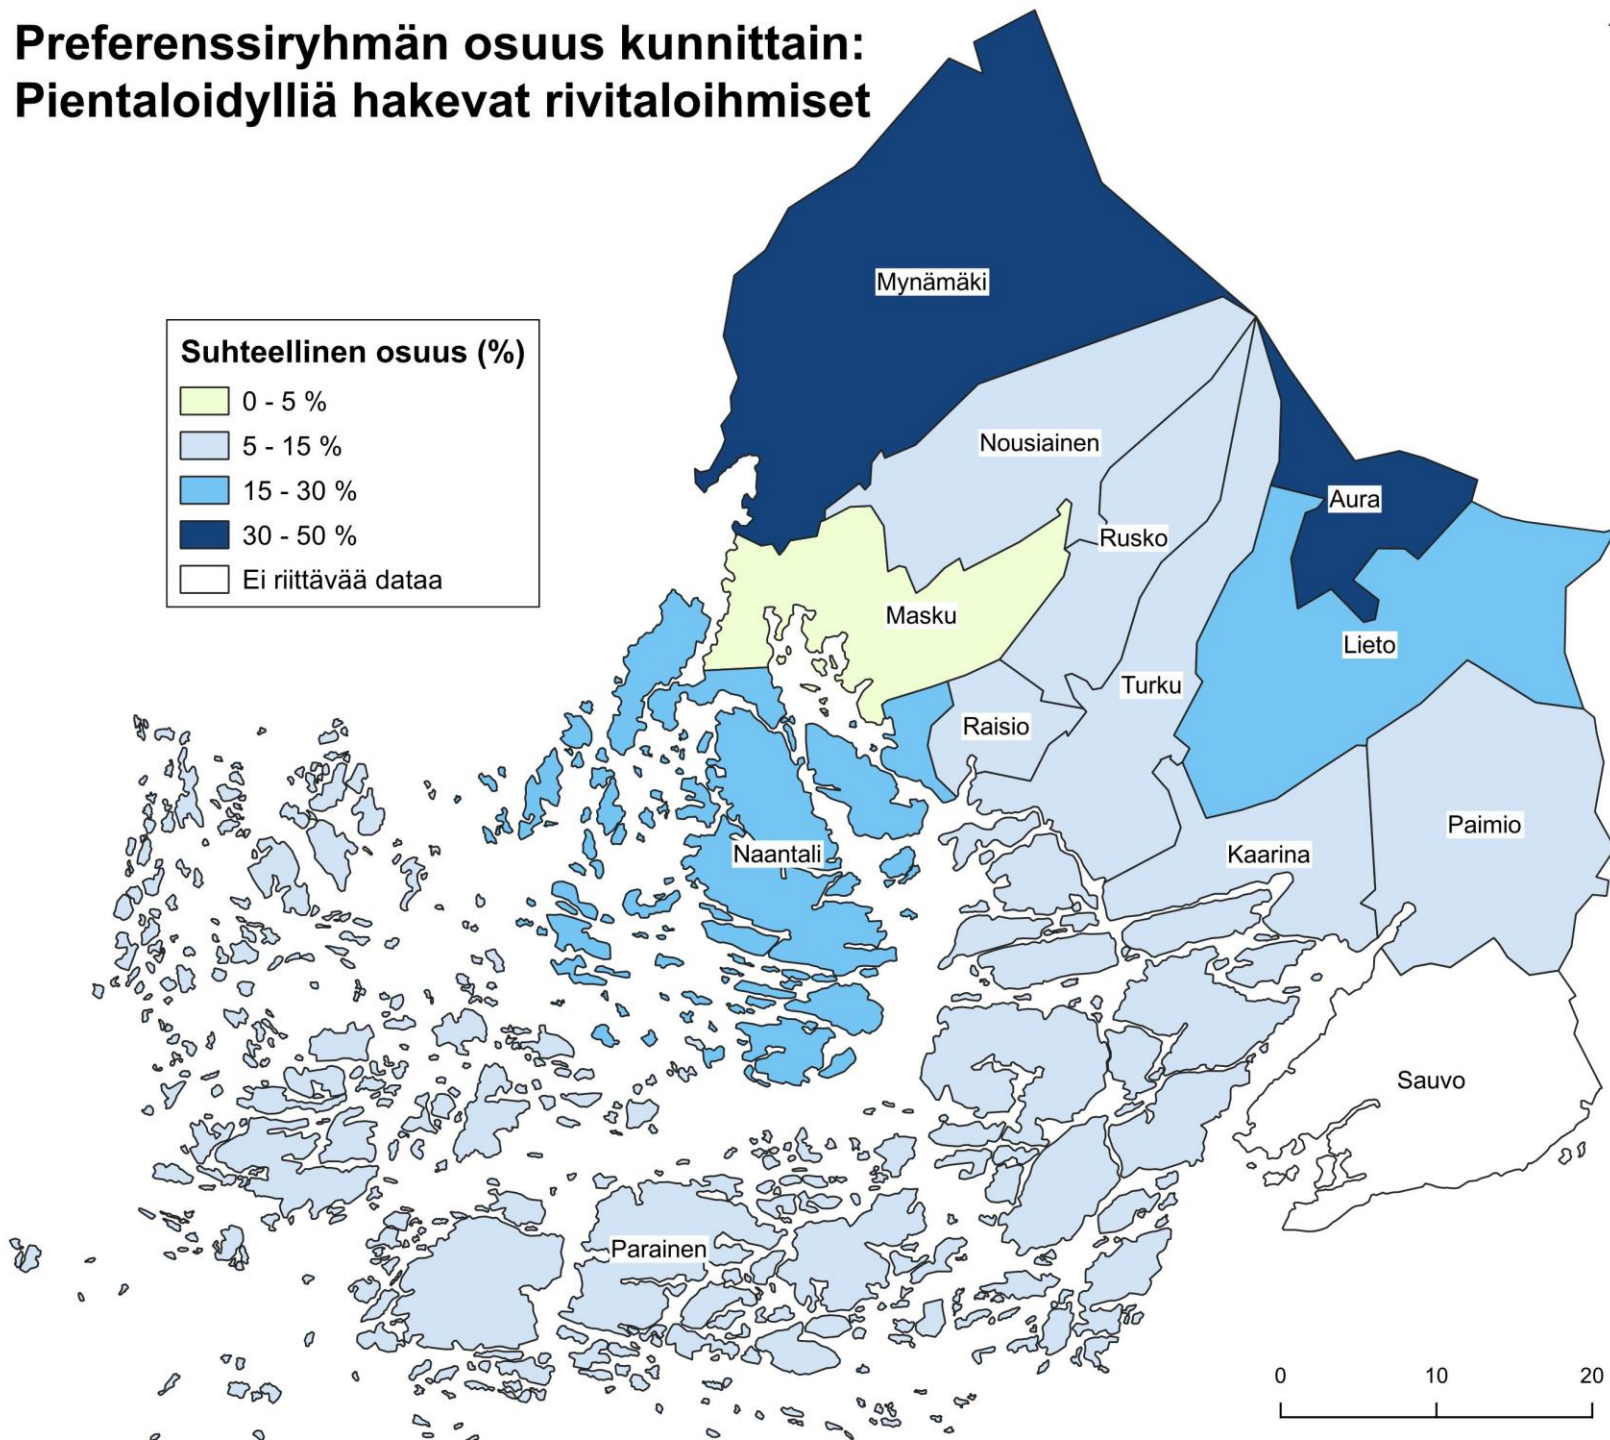 Preferenssiryhmän osuus kunnittain:
Pientaloidylliä hakevat rivitaloihmiset
Mynämäki
Suhteellinen osuus (%)
0 - 5 %
5 - 15 %
15 - 30 %
30 - 50 %
Ei riittävää dataa
Nousiainen
Aura
Rusko
Masku
Lieto
Turku
Raisio
Paimio
Naantali
Kaarina
Sauvo
Parainen
0 10 20